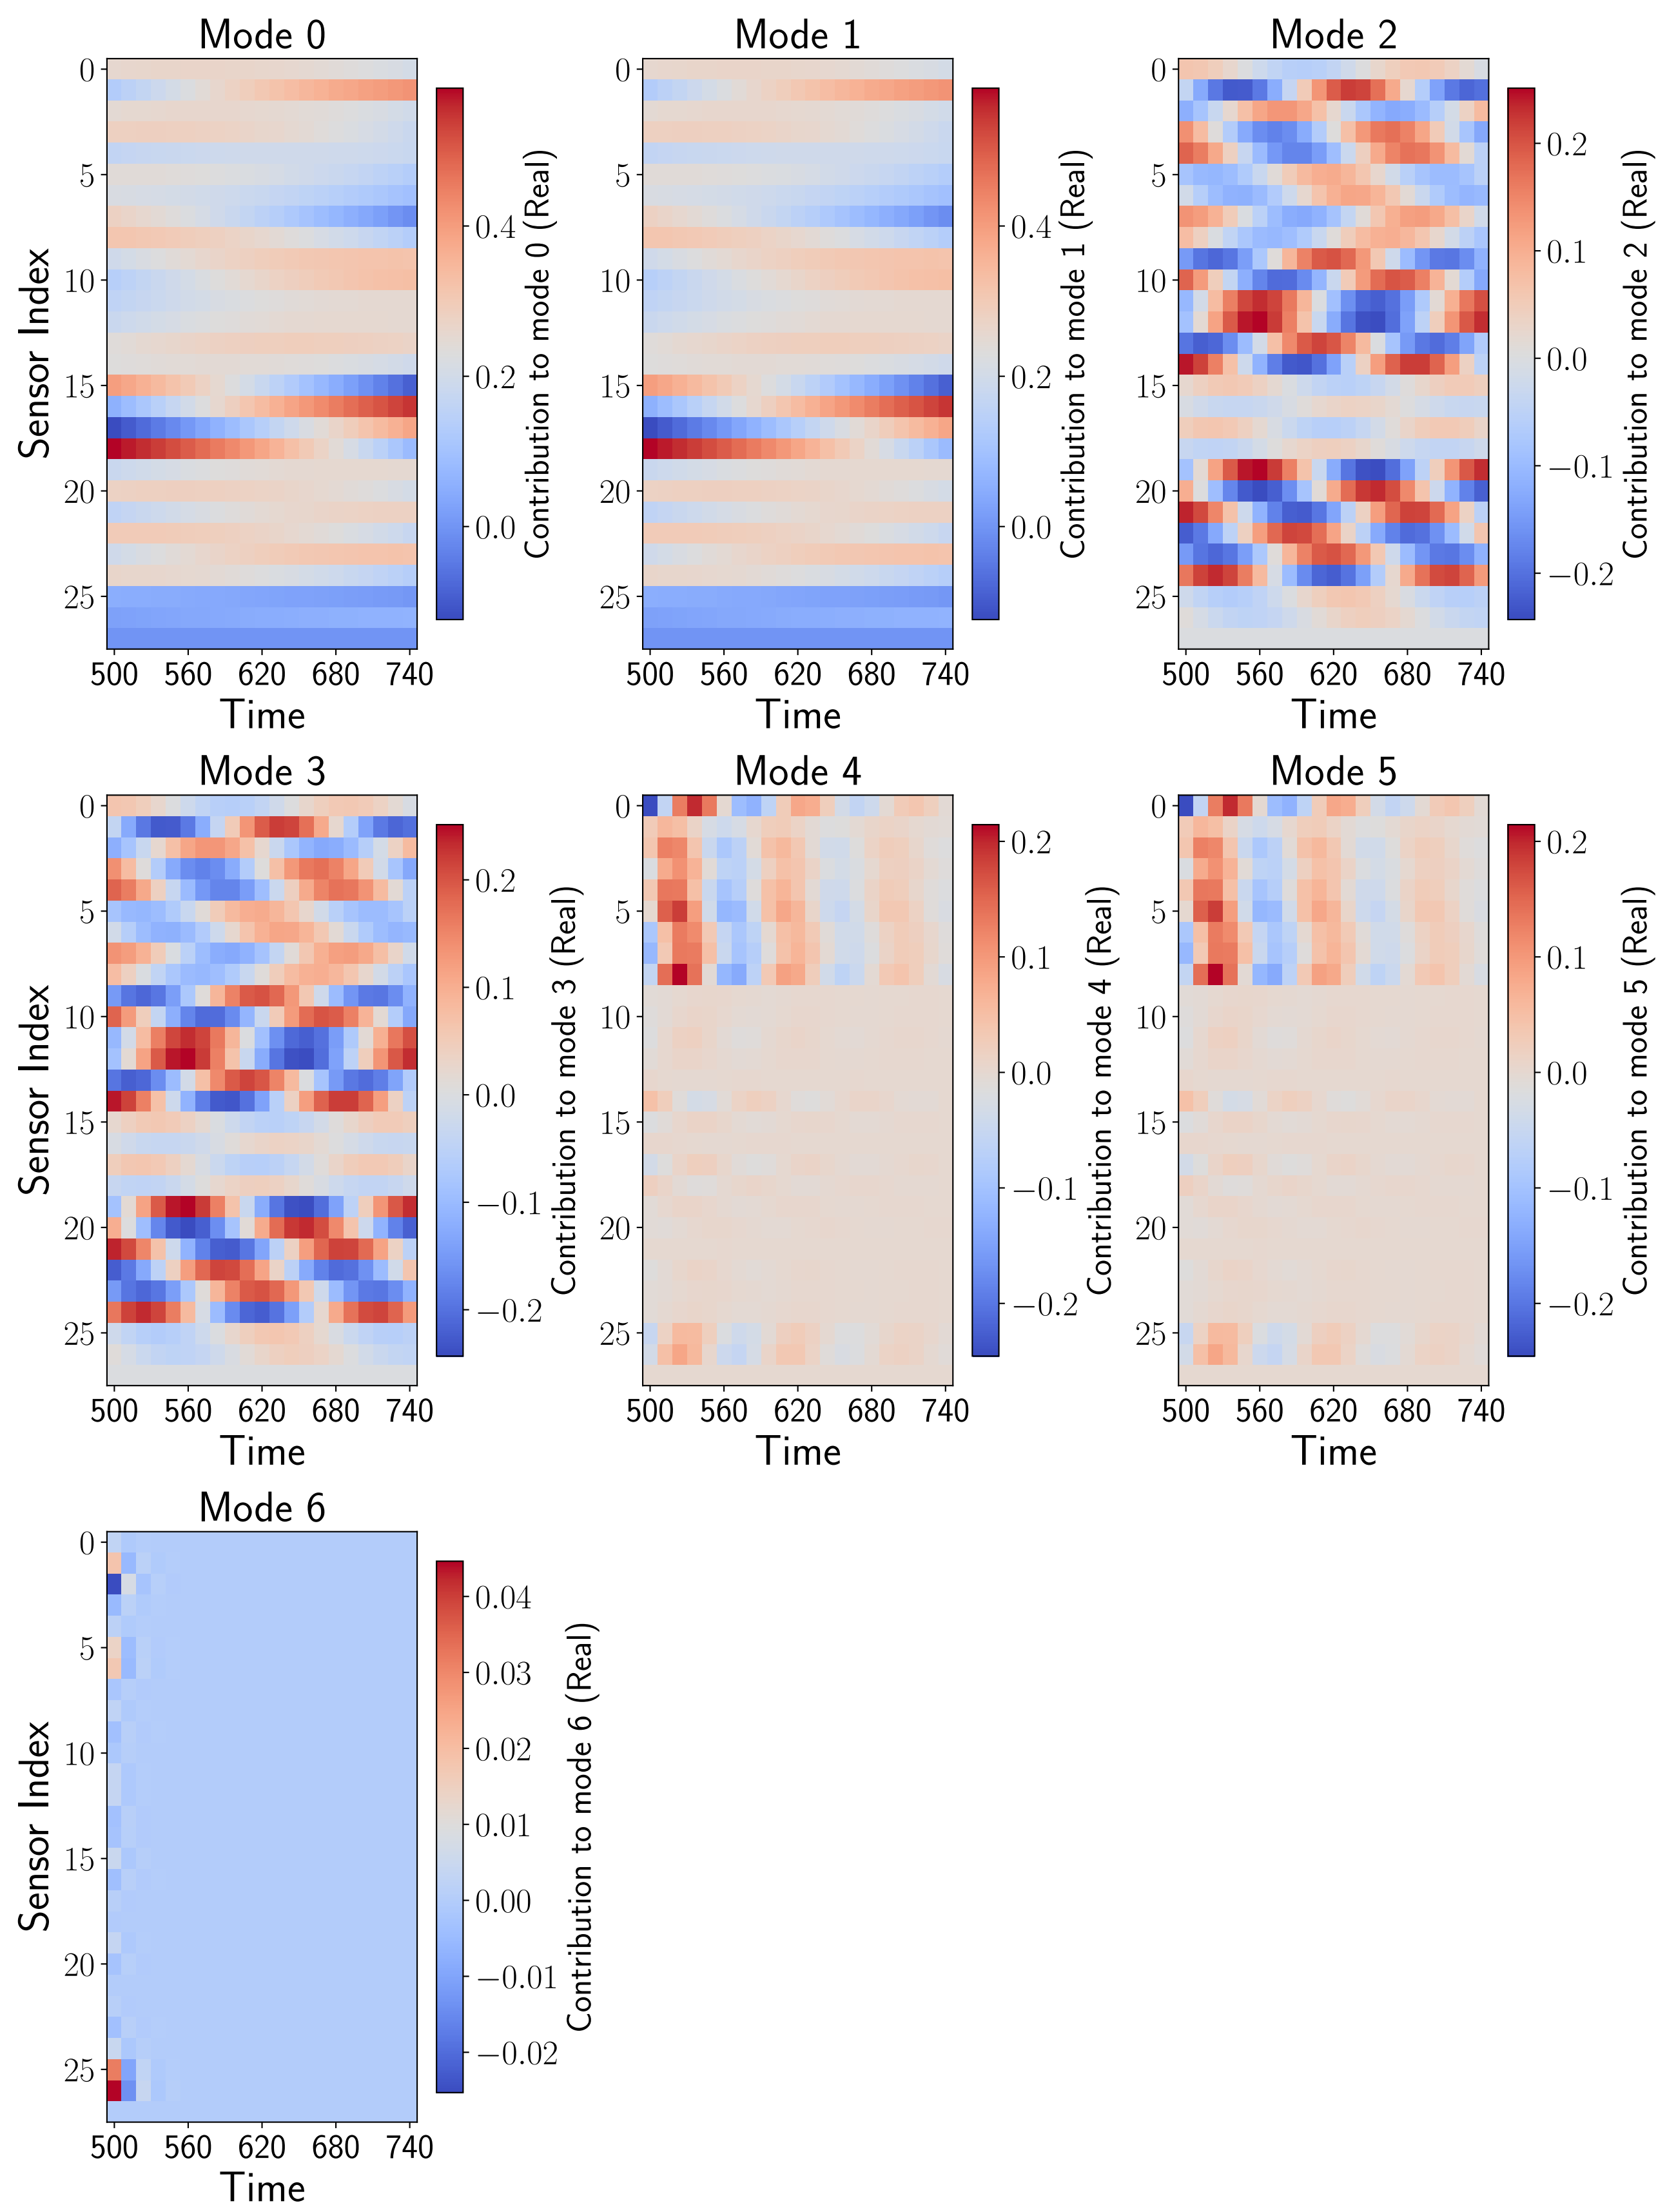 Mode 0
Mode 1
Mode 2
0
5
10
15
20
25
Sensor Index
500 560 620 680 740
Time
0.4
0.2
0.0
Contribution to mode 0 (Real)
0
5
10
15
20
25
500 560 620 680 740
Time
0.4
0.2
0.0
Contribution to mode 1 (Real)
0
5
10
15
20
25
500 560 620 680 740
Time
0.2
0.1
0.0
−0.1
−0.2
Contribution to mode 2 (Real)
Mode 3
Mode 4
Mode 5
0
5
10
15
20
25
Sensor Index
500 560 620 680 740
Time
0.2
0.1
0.0
−0.1
−0.2
Contribution to mode 3 (Real)
0
5
10
15
20
25
500 560 620 680 740
Time
0.2
0.1
0.0
−0.1
−0.2
Contribution to mode 4 (Real)
0
5
10
15
20
25
500 560 620 680 740
Time
0.2
0.1
0.0
−0.1
−0.2
Contribution to mode 5 (Real)
Mode 6
0
5
10
15
20
25
Sensor Index
500 560 620 680 740
Time
0.04
0.03
0.02
0.01
0.00
−0.01
−0.02
Contribution to mode 6 (Real)